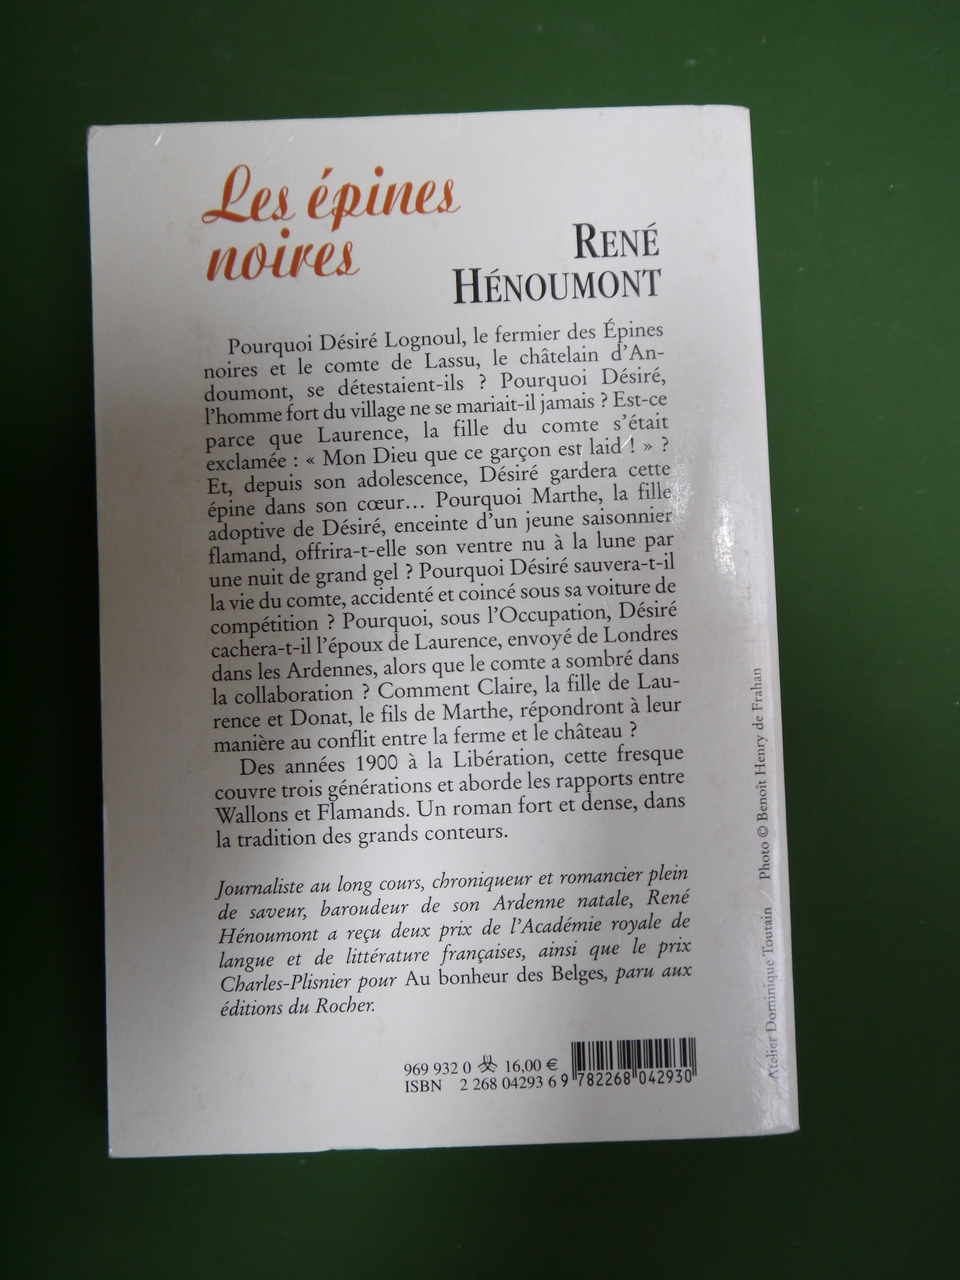 Les épines
noires
RENÉ
HÉNOUMONT
Pourquoi Désiré Lognoul, le fermier des Épines
noires et le comte de Lassu, le châtelain d'An-
doumont, se détestaient-ils ? Pourquoi Désiré,
l'homme fort du village ne se mariait-il jamais ? Est-ce
parce que Laurence, la fille du comte s'était
exclamée : « Mon Dieu que ce garçon est laid ! » ?
Et, depuis son adolescence, Désiré gardera cette
épine dans son cœur... Pourquoi Marthe, la fille
adoptive de Désiré, enceinte d'un jeune saisonnier
flamand, offrira-t-elle son ventre nu à la lune par
une nuit de grand gel ? Pourquoi Désiré sauvera-t-il
la vie du comte, accidenté et coincé sous sa voiture de
compétition ? Pourquoi, sous l'Occupation, Désiré
cachera-t-il l'époux de Laurence, envoyé de Londres
dans les Ardennes, alors que le comte a sombré dans
la collaboration ? Comment Claire, la fille de Lau-
rence et Donat, le fils de Marthe, répondront à leur
manière au conflit entre la ferme et le château ?
Des années 1900 à la Libération, cette fresque
couvre trois générations et aborde les rapports entre
Wallons et Flamands. Un roman fort et dense, dans
la tradition des grands conteurs.
Journaliste au long cours, chroniqueur et romancier plein
de saveur, baroudeur de son Ardenne natale, René
Hénoumont a reçu deux prix de l'Académie royale de
langue et de littérature françaises, ainsi que le prix
Charles-Plisnier pour Au bonheur des Belges, paru aux
éditions du Rocher.
969 932 0 16,00 €
ISBN 2 268 04293 6
9 782268 042930
Atelier Dominique Toutain / Photo © Benoît Henry de Frahan